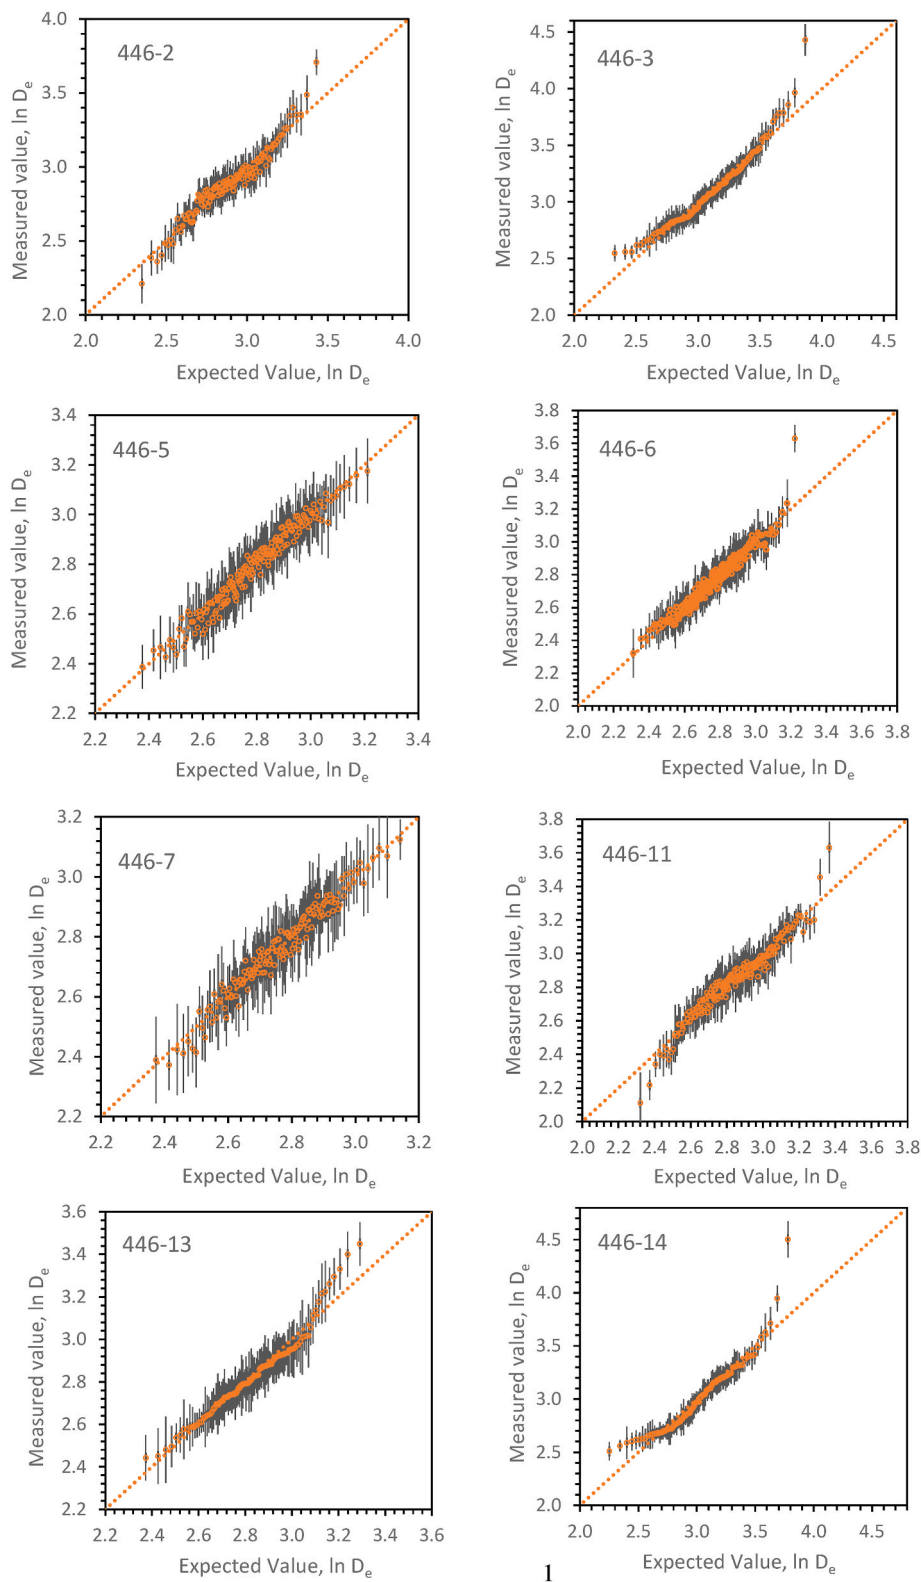 446-2
Measured value, ln Dₑ
4.0
3.5
3.0
2.5
2.0
2.0 2.5 3.0 3.5 4.0
Expected Value, ln Dₑ
446-3
Measured value, ln Dₑ
4.5
4.0
3.5
3.0
2.5
2.0
2.0 2.5 3.0 3.5 4.0 4.5
Expected Value, ln Dₑ
446-5
Measured value, ln Dₑ
3.4
3.2
3.0
2.8
2.6
2.4
2.2
2.2 2.4 2.6 2.8 3.0 3.2 3.4
Expected Value, ln Dₑ
446-6
Measured value, ln Dₑ
3.8
3.6
3.2
3.0
2.8
2.6
2.4
2.2
2.0
2.0 2.2 2.4 2.6 2.8 3.0 3.2 3.4 3.8
Expected Value, ln Dₑ
446-7
Measured value, ln Dₑ
3.2
3.0
2.8
2.6
2.4
2.2
2.2 2.4 2.6 2.8 3.0 3.2
Expected Value, ln Dₑ
446-11
Measured value, ln Dₑ
3.8
3.6
3.2
3.0
2.8
2.6
2.4
2.2
2.0
2.0 2.2 2.4 2.6 2.8 3.0 3.2 3.4 3.6 3.8
Expected Value, ln Dₑ
446-13
Measured value, ln Dₑ
3.6
3.4
3.2
3.0
2.8
2.6
2.4
2.2
2.2 2.4 2.6 2.8 3.0 3.2 3.4 3.6
Expected Value, ln Dₑ
446-14
Measured value, ln Dₑ
4.5
4.0
3.5
3.0
2.5
2.0
2.0 2.5 3.0 3.5 4.0 4.5
Expected Value, ln Dₑ
1